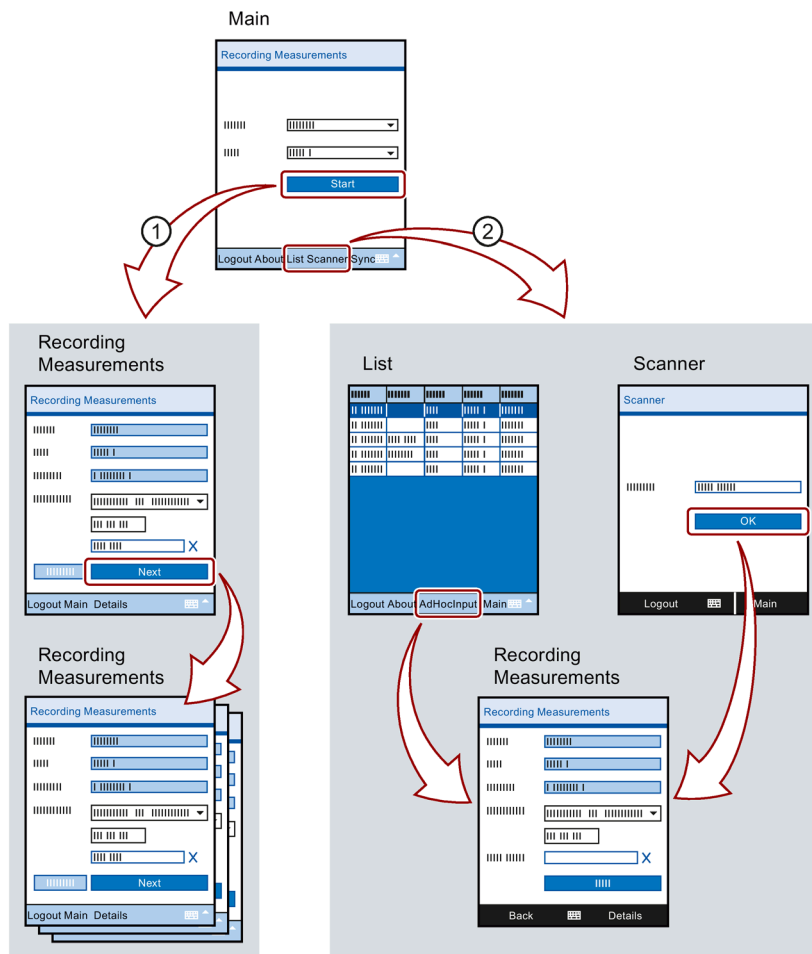 Main
Recording Measurements
Start
1
2
Logout About List Scanner Sync
Recording
Measurements
Recording Measurements
Next
Logout Main Details
Recording
Measurements
Recording Measurements
Next
Logout Main Details
List
Logout About AdHocInput Main
Scanner
Scanner
OK
Logout Main
Recording
Measurements
Recording Measurements
Back Details